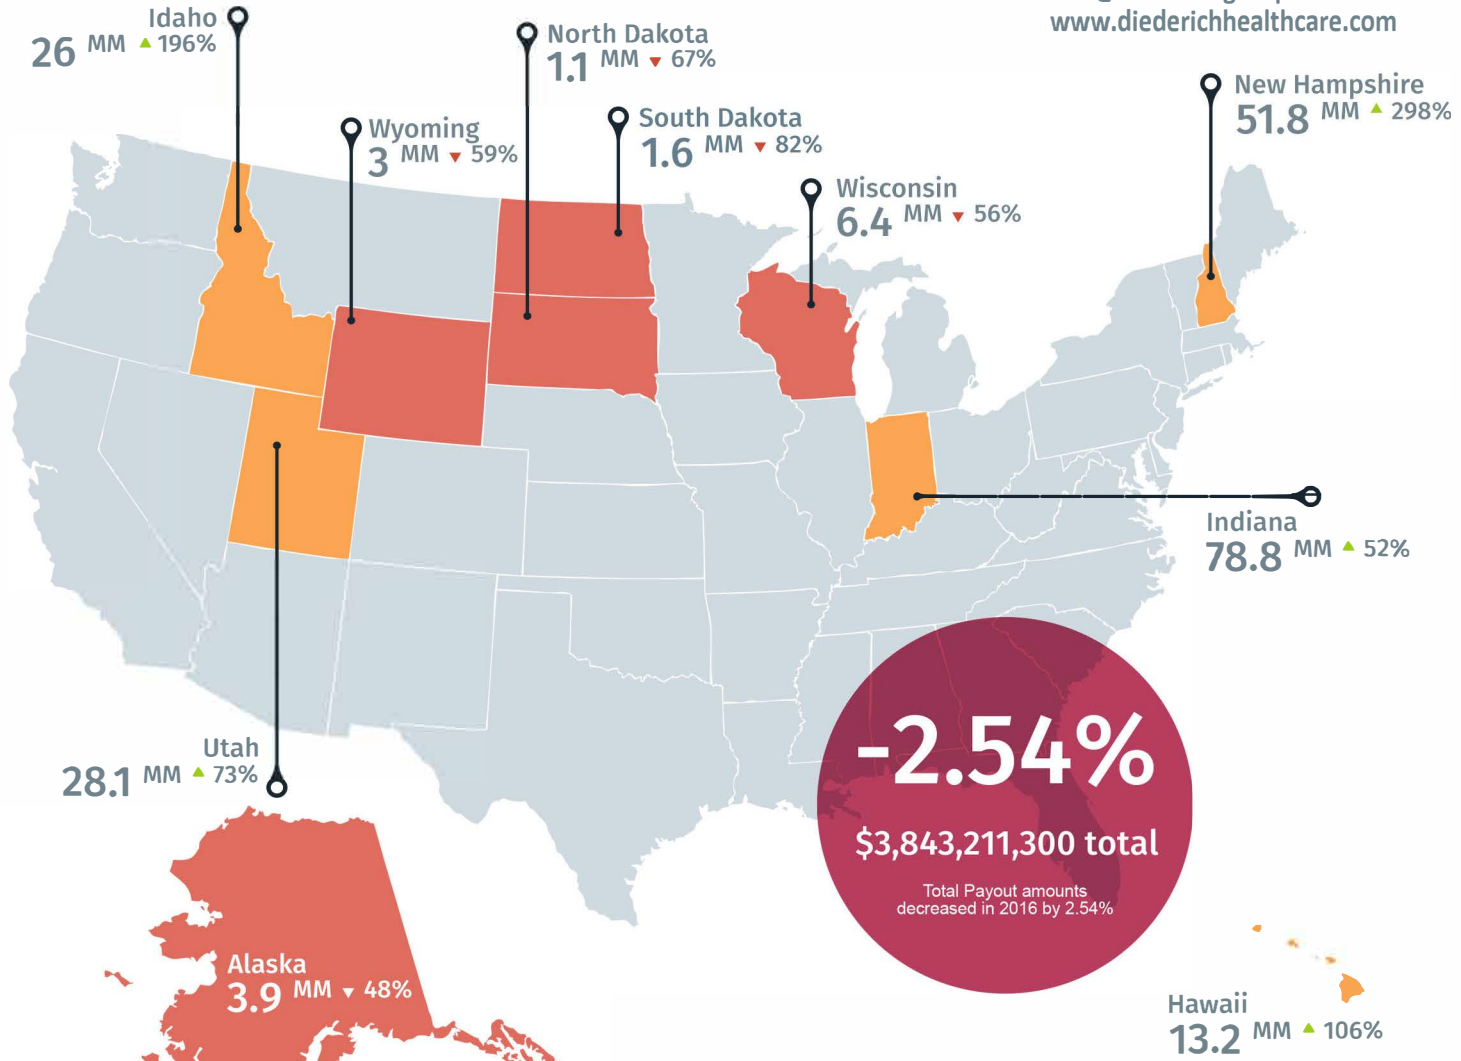 www.diederichhealthcare.com
Idaho
26 MM ▲ 196%
North Dakota
1.1 MM ▼ 67%
Wyoming
3 MM ▼ 59%
South Dakota
1.6 MM ▼ 82%
New Hampshire
51.8 MM ▲ 298%
Wisconsin
6.4 MM ▼ 56%
Indiana
78.8 MM ▲ 52%
Utah
28.1 MM ▲ 73%
-2.54%
$3,843,211,300 total
Total Payout amounts
decreased in 2016 by 2.54%
Alaska
3.9 MM ▼ 48%
Hawaii
13.2 MM ▲ 106%